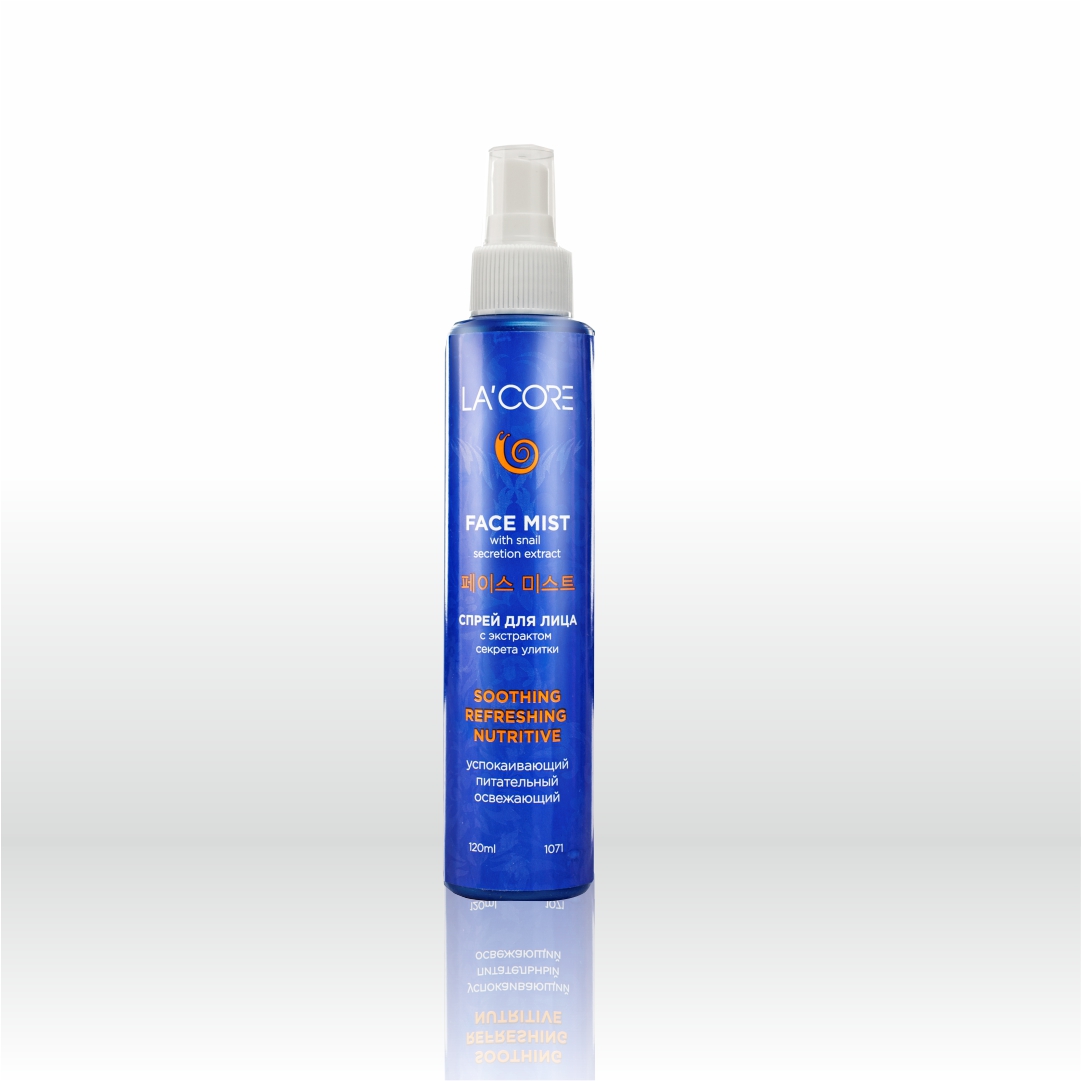 LA'CORE
FACE MIST
with snail
secretion extract
페이스 미스트
СПРЕЙ ДЛЯ ЛИЦА
с экстрактом
секрета улитки
SOOTHING
REFRESHING
NUTRITIVE
успокаивающий
питательный
освежающий
120ml 1071